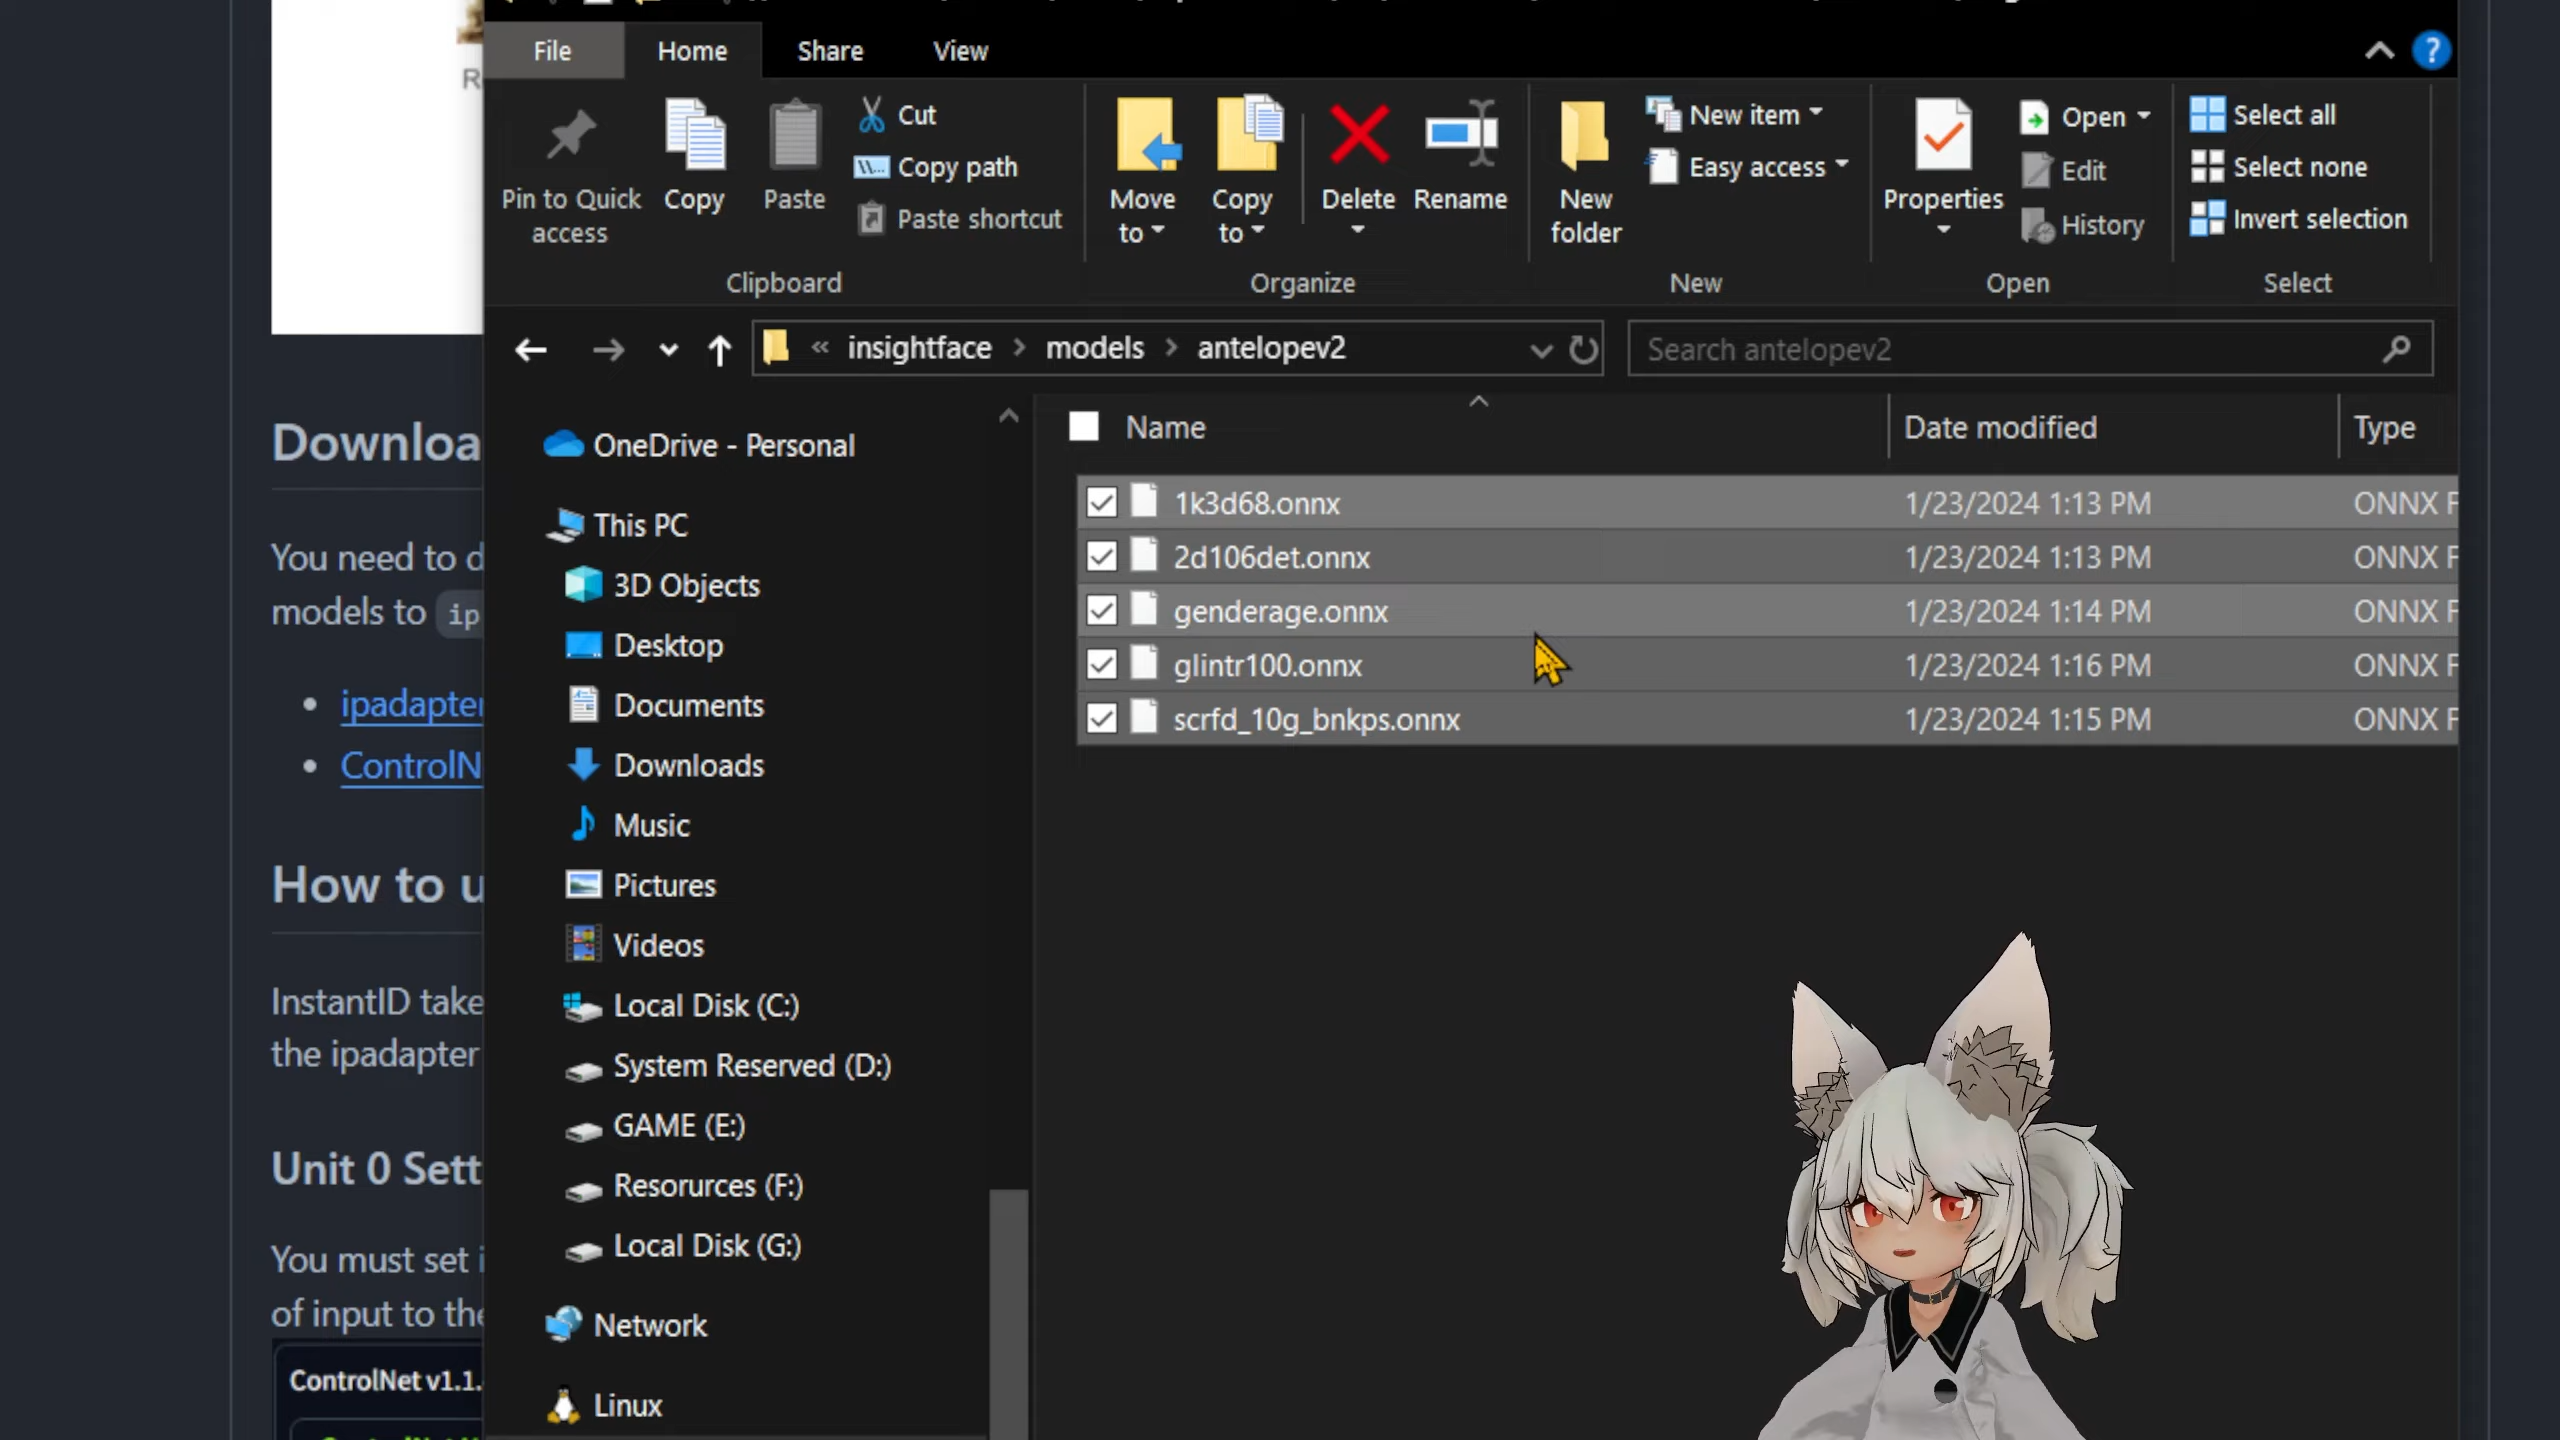 File Home Share View
Pin to Quick access
Copy
Paste
Cut
Copy path
Paste shortcut
Clipboard
Move to
Copy to
Delete
Rename
Organize
New folder
New item
Easy access
New
Properties
Open
Edit
History
Open
Select all
Select none
Invert selection
Select
« insightface > models > antelopev2
Search antelopev2
Name Date modified Type
1k3d68.onnx 1/23/2024 1:13 PM ONNX F
2d106det.onnx 1/23/2024 1:13 PM ONNX F
genderage.onnx 1/23/2024 1:14 PM ONNX F
glintr100.onnx 1/23/2024 1:16 PM ONNX F
scrfd_10g_bnkps.onnx 1/23/2024 1:15 PM ONNX F
OneDrive - Personal
This PC
3D Objects
Desktop
Documents
Downloads
Music
Pictures
Videos
Local Disk (C:)
System Reserved (D:)
GAME (E:)
Resorurces (F:)
Local Disk (G:)
Network
Linux
R
Downloa
You need to d
models to ip
ipadapter
ControlN
How to u
InstantID take
the ipadapter
Unit 0 Sett
You must set i
of input to the
ControlNet v1.1.